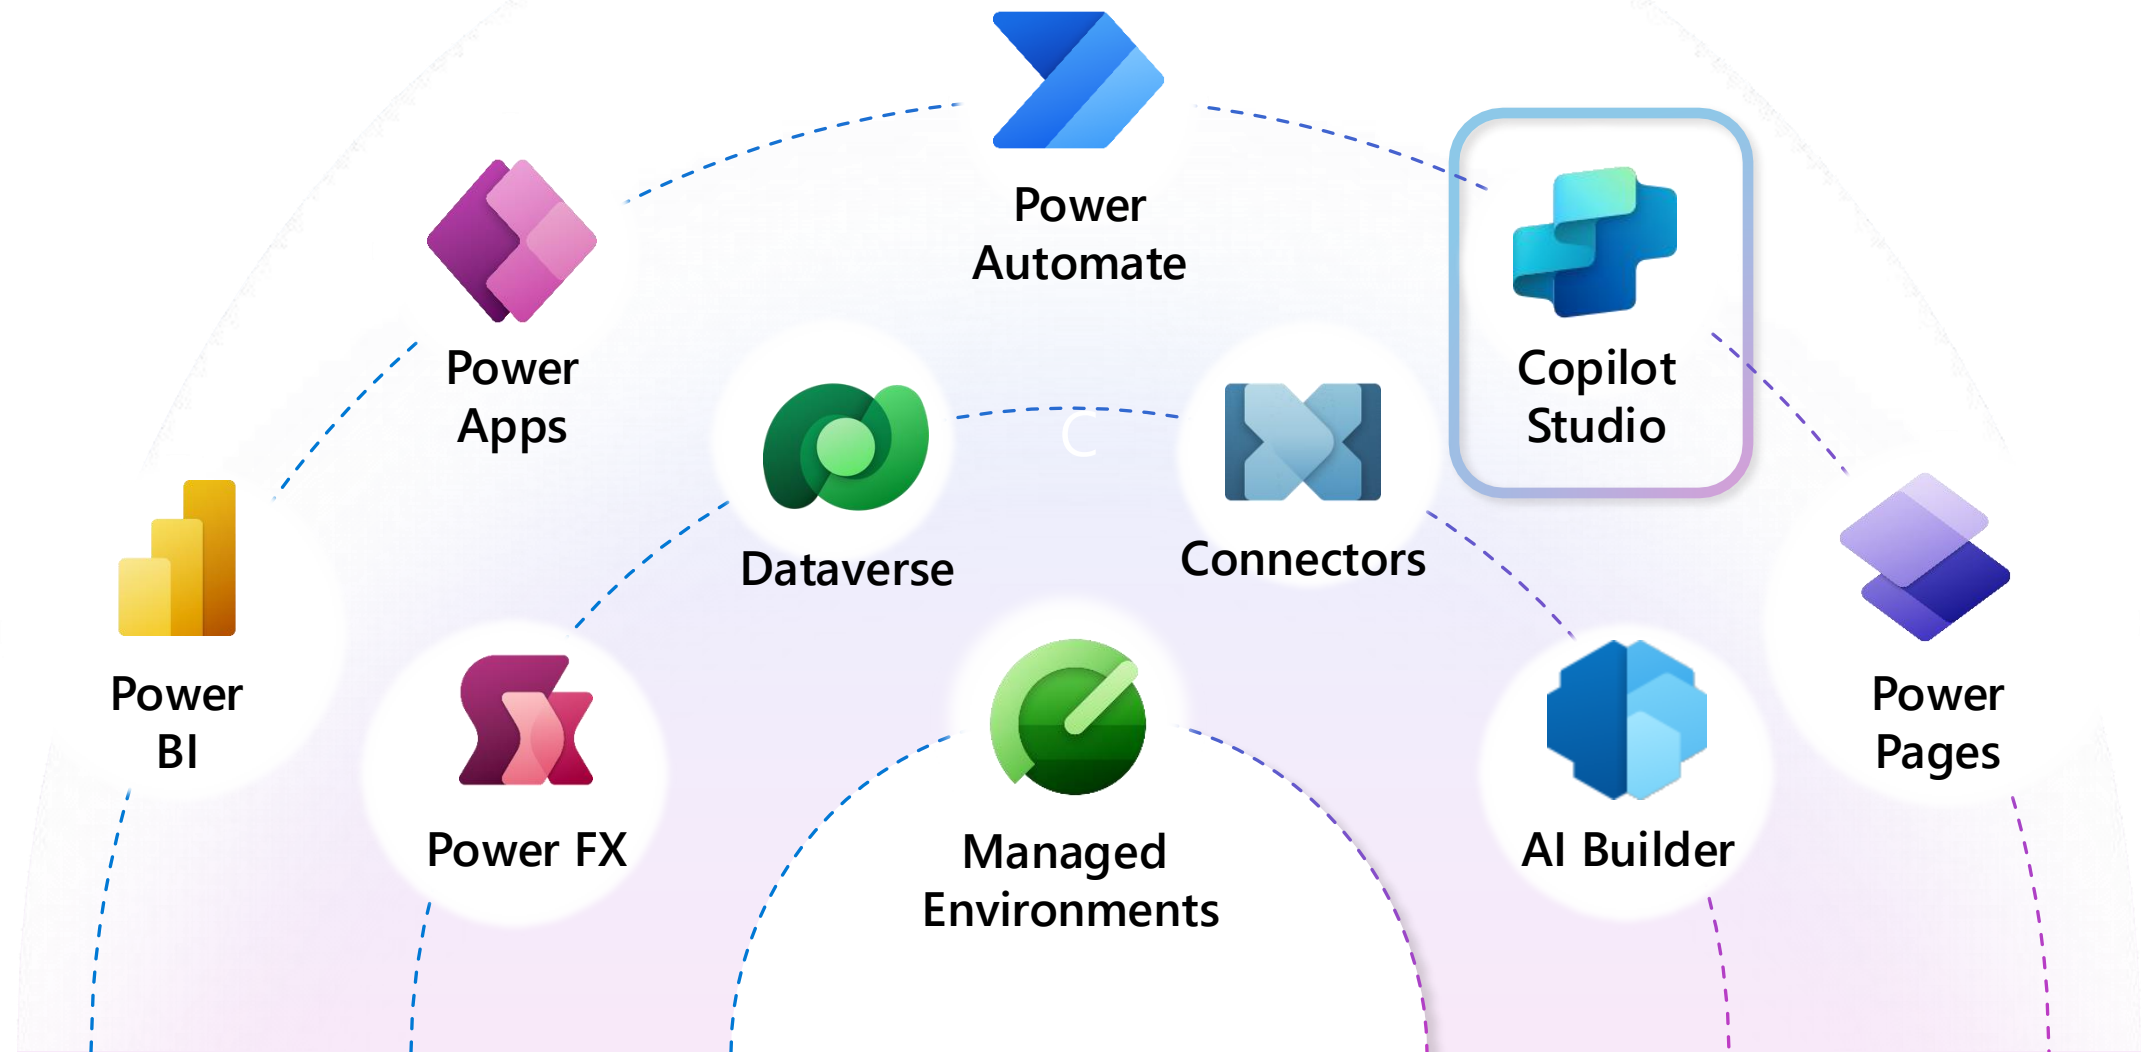 Power
Automate
Power
Apps
Copilot
Studio
C
Dataverse
Connectors
Power
BI
Power
Pages
Power FX
Managed
Environments
AI Builder